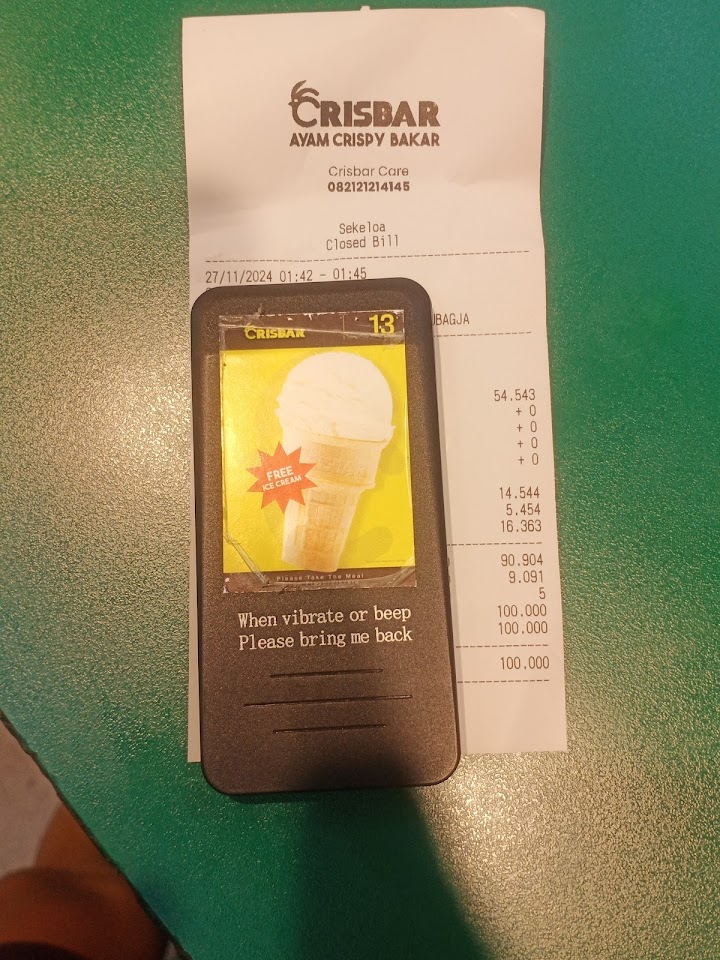 CRISBAR
AYAM CRISPY BAKAR
Crisbar Care
082121214145
Sekeloa
Closed Bill
27/11/2024 01:42 - 01:45
54.543
+ 0
+ 0
+ 0
+ 0
14.544
5.454
16.363
90.904
9.091
5
100.000
100.000
100.000
CRISBAR
13
FREE
ICE CREAM
Please Take The Meal
When vibrate or beep
Please bring me back